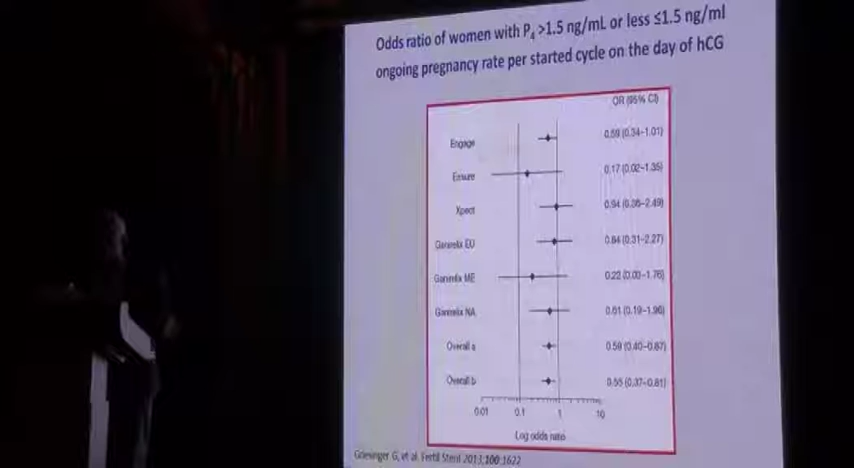 Odds ratio of women with P4 >1.5 ng/mL or less ≤1.5 ng/ml
ongoing pregnancy rate per started cycle on the day of hCG
OR (95% CI)
Engage 0.59 (0.34–1.01)
Ensure 0.17 (0.02–1.35)
Xpect 0.94 (0.36–2.49)
EU 0.84 (0.31–2.27)
ME 0.22 (0.03–1.76)
NA 0.61 (0.19–1.96)
Overall a 0.59 (0.40–0.87)
Overall b 0.55 (0.37–0.81)
0.01 0.1 1 10
Log odds ratio
Griesinger G, et al. Fertil Steril 2013;100:1622